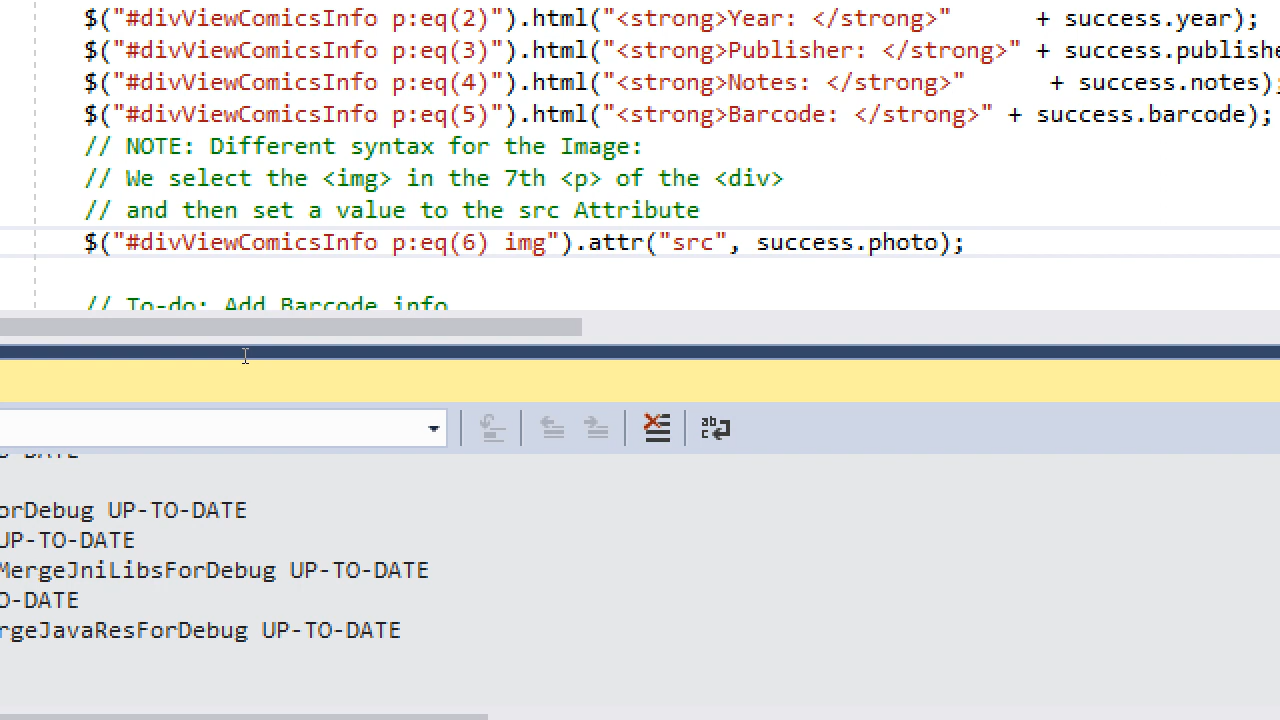 $("#divViewComicsInfo p:eq(2)").html("<strong>Year: </strong>"      + success.year);
$("#divViewComicsInfo p:eq(3)").html("<strong>Publisher: </strong>" + success.publishe
$("#divViewComicsInfo p:eq(4)").html("<strong>Notes: </strong>"      + success.notes);
$("#divViewComicsInfo p:eq(5)").html("<strong>Barcode: </strong>" + success.barcode);
// NOTE: Different syntax for the Image:
// We select the <img> in the 7th <p> of the <div>
// and then set a value to the src Attribute
$("#divViewComicsInfo p:eq(6) img").attr("src", success.photo);
// To-do: Add Barcode info
ab
c
O-DATE
orDebug UP-TO-DATE
UP-TO-DATE
MergeJniLibsForDebug UP-TO-DATE
O-DATE
rgeJavaResForDebug UP-TO-DATE